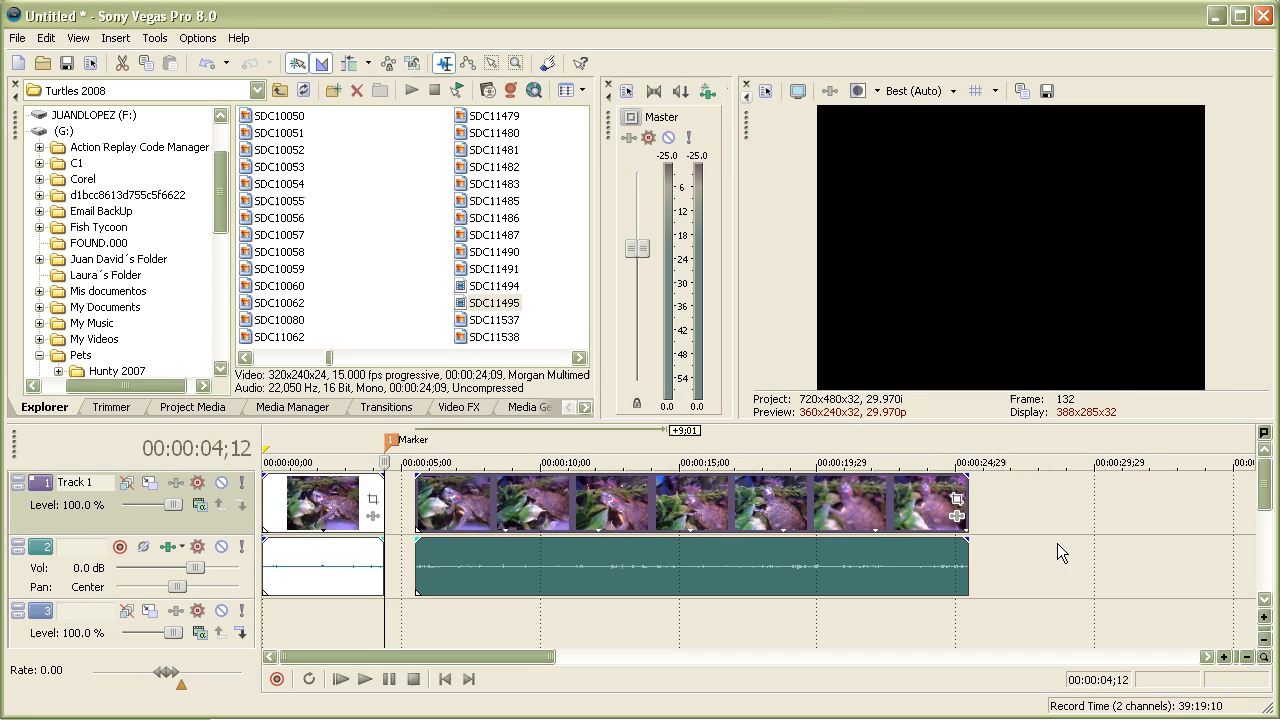 Untitled * - Sony Vegas Pro 8.0
File Edit View Insert Tools Options Help
Turtles 2008
Best (Auto)
JUANLOPEZ (F:)
(G:)
Action Replay Code Manager
C1
Corel
d1bcc8613d755c5f6622
Email BackUp
Fish Tycoon
FOUND.000
Juan David´s Folder
Laura´s Folder
Mis documentos
My Documents
My Music
My Videos
Pets
Hunty 2007
SDC10050
SDC10051
SDC10052
SDC10053
SDC10054
SDC10055
SDC10056
SDC10057
SDC10058
SDC10059
SDC10060
SDC10062
SDC10080
SDC11062
SDC11479
SDC11480
SDC11481
SDC11482
SDC11483
SDC11485
SDC11486
SDC11487
SDC11490
SDC11491
SDC11494
SDC11495
SDC11537
SDC11538
Video: 320x240x24, 15.000 fps progressive, 00:00:24;09, Morgan Multimed
Audio: 22,050 Hz, 16 Bit, Mono, 00:00:24;09, Uncompressed
Explorer Trimmer Project Media Media Manager Transitions Video FX Media Ge
Master
-25.0 -25.0
6
12
18
24
30
36
42
48
54
0.0 0.0
Project: 720x480x32, 29.970i Frame: 132
Preview: 360x240x32, 29.970p Display: 388x285x32
+9;01
1 Marker
00:00:04;12
00:00:00;00 00:00:05;00 00:00:10;00 00:00:15;00 00:00:19;29 00:00:24;29 00:00:29;29 00:0
1 Track 1
Level: 100.0 %
2
Vol: 0.0 dB
Pan: Center
3
Level: 100.0 %
Rate: 0.00
00:00:04;12
Record Time (2 channels): 39:19:10